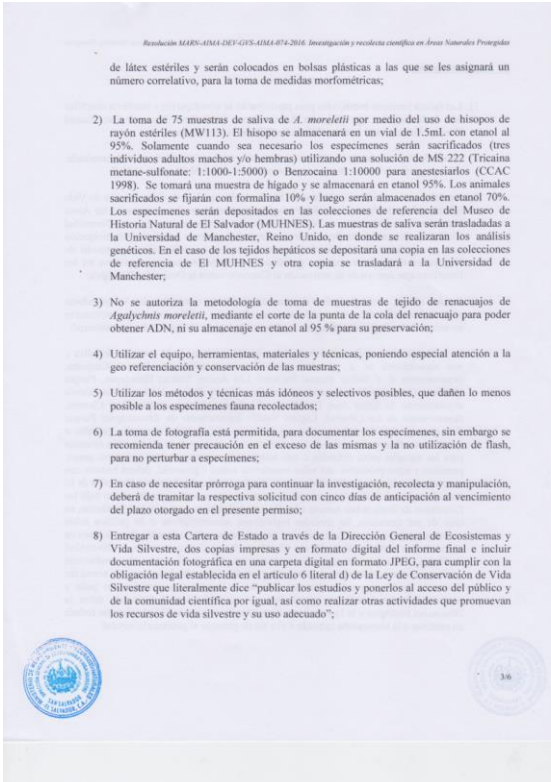 Resolución MARN-AIMA-DEV-GVS-AIMA-074-2016. Investigación y recolecta científica en Áreas Naturales Protegidas
de látex estériles y serán colocados en bolsas plásticas a las que se les asignará un
número correlativo, para la toma de medidas morfométricas;
2) La toma de 75 muestras de saliva de A. moreletii por medio del uso de hisopos de
rayón estériles (MW113). El hisopo se almacenará en un vial de 1.5mL con etanol al
95%. Solamente cuando sea necesario los especímenes serán sacrificados (tres
individuos adultos machos y/o hembras) utilizando una solución de MS 222 (Tricaina
metane-sulfonate: 1:1000-1:5000) o Benzocaina 1:10000 para anestesiarlos (CCAC
1998). Se tomará una muestra de hígado y se almacenará en etanol 95%. Los animales
sacrificados se fijarán con formalina 10% y luego serán almacenados en etanol 70%.
Los especímenes serán depositados en las colecciones de referencia del Museo de
Historia Natural de El Salvador (MUHNES). Las muestras de saliva serán trasladadas a
la Universidad de Manchester, Reino Unido, en donde se realizaran los análisis
genéticos. En el caso de los tejidos hepáticos se depositará una copia en las colecciones
de referencia de El MUHNES y otra copia se trasladará a la Universidad de
Manchester;
3) No se autoriza la metodología de toma de muestras de tejido de renacuajos de
Agalychnis moreletii, mediante el corte de la punta de la cola del renacuajo para poder
obtener ADN, ni su almacenaje en etanol al 95 % para su preservación;
4) Utilizar el equipo, herramientas, materiales y técnicas, poniendo especial atención a la
geo referenciación y conservación de las muestras;
5) Utilizar los métodos y técnicas más idóneos y selectivos posibles, que dañen lo menos
posible a los especímenes fauna recolectados;
6) La toma de fotografía está permitida, para documentar los especímenes, sin embargo se
recomienda tener precaución en el exceso de las mismas y la no utilización de flash,
para no perturbar a especímenes;
7) En caso de necesitar prórroga para continuar la investigación, recolecta y manipulación,
deberá de tramitar la respectiva solicitud con cinco días de anticipación al vencimiento
del plazo otorgado en el presente permiso;
8) Entregar a esta Cartera de Estado a través de la Dirección General de Ecosistemas y
Vida Silvestre, dos copias impresas y en formato digital del informe final e incluir
documentación fotográfica en una carpeta digital en formato JPEG, para cumplir con la
obligación legal establecida en el artículo 6 literal d) de la Ley de Conservación de Vida
Silvestre que literalmente dice “publicar los estudios y ponerlos al acceso del público y
de la comunidad científica por igual, así como realizar otras actividades que promuevan
los recursos de vida silvestre y su uso adecuado”;
SAN SALVADOR
EL SALVADOR, C.A.
3/6